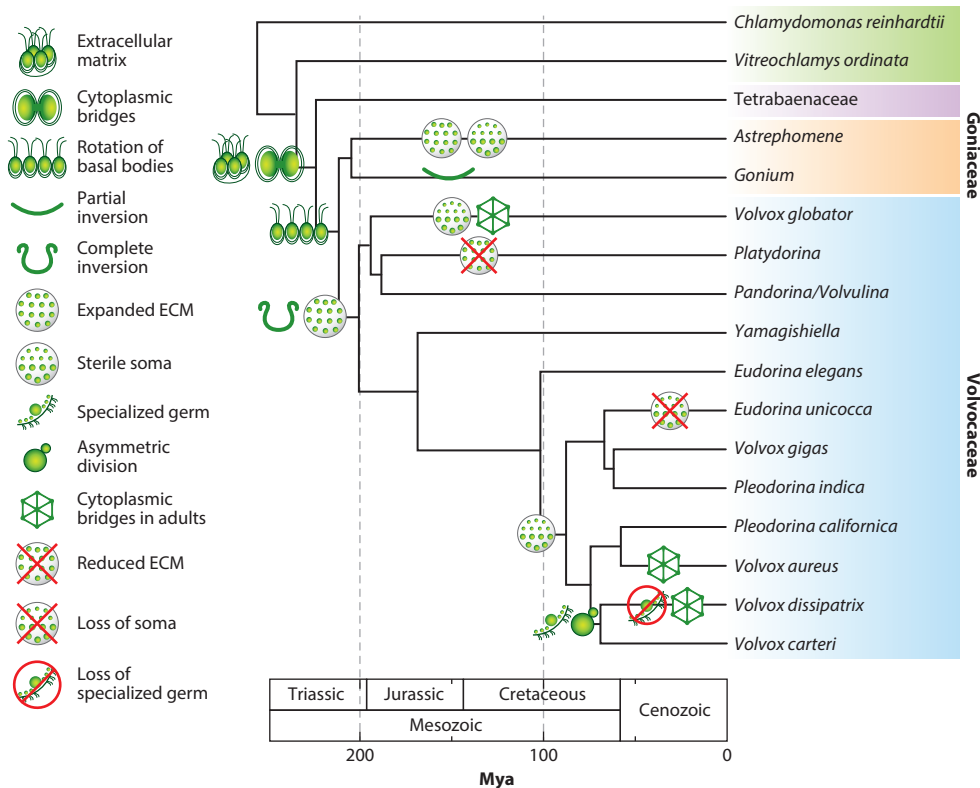 Extracellular
matrix
Cytoplasmic
bridges
Rotation of
basal bodies
Partial
inversion
Complete
inversion
Expanded ECM
Sterile soma
Specialized germ
Asymmetric
division
Cytoplasmic
bridges in adults
Reduced ECM
Loss of soma
Loss of
specialized germ
Chlamydomonas reinhardtii
Vitreochlamys ordinata
Tetrabaenaceae
Astrephomene
Gonium
Volvox globator
Platydorina
Pandorina/Volvulina
Yamagishiella
Eudorina elegans
Eudorina unicocca
Volvox gigas
Pleodorina indica
Pleodorina californica
Volvox aureus
Volvox dissipatrix
Volvox carteri
Goniaceae
Volvocaceae
Triassic
Jurassic
Cretaceous
Cenozoic
Mesozoic
200
100
0
Mya